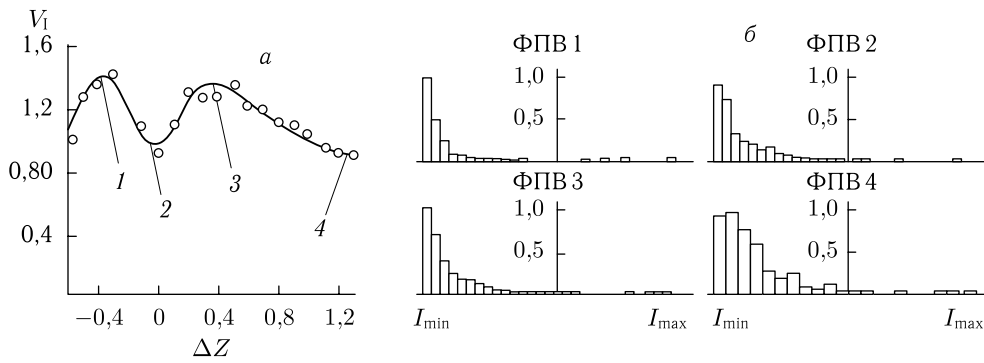 V_I
1,6
1,2
0,80
0,4
а
1
2
3
4
−0,4 0 0,4 0,8 1,2
ΔZ
б
ФПВ 1
1,0
0,5
ФПВ 2
1,0
0,5
ФПВ 3
1,0
0,5
ФПВ 4
1,0
0,5
I_min I_max I_min I_max